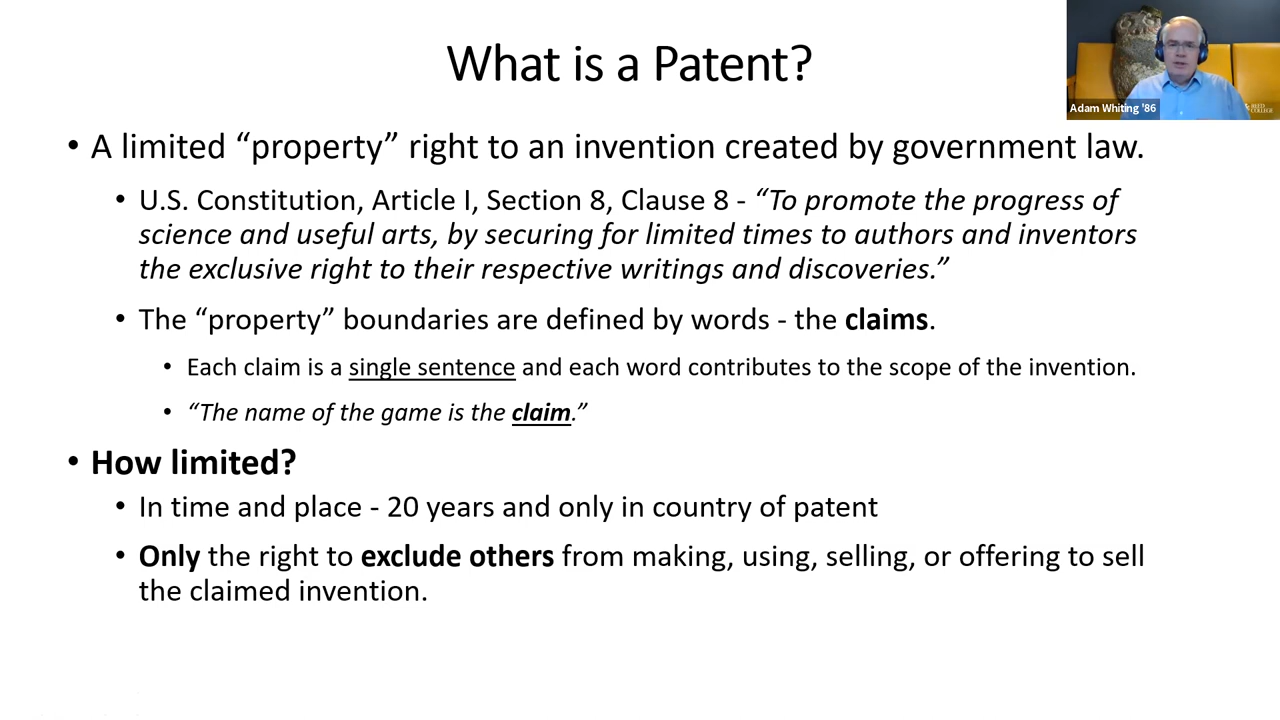 What is a Patent?
Adam Whiting '86
REED
COLLEGE
• A limited “property” right to an invention created by government law.
• U.S. Constitution, Article I, Section 8, Clause 8 - “To promote the progress of
science and useful arts, by securing for limited times to authors and inventors
the exclusive right to their respective writings and discoveries.”
• The “property” boundaries are defined by words - the claims.
• Each claim is a single sentence and each word contributes to the scope of the invention.
• “The name of the game is the claim.”
• How limited?
• In time and place - 20 years and only in country of patent
• Only the right to exclude others from making, using, selling, or offering to sell
the claimed invention.